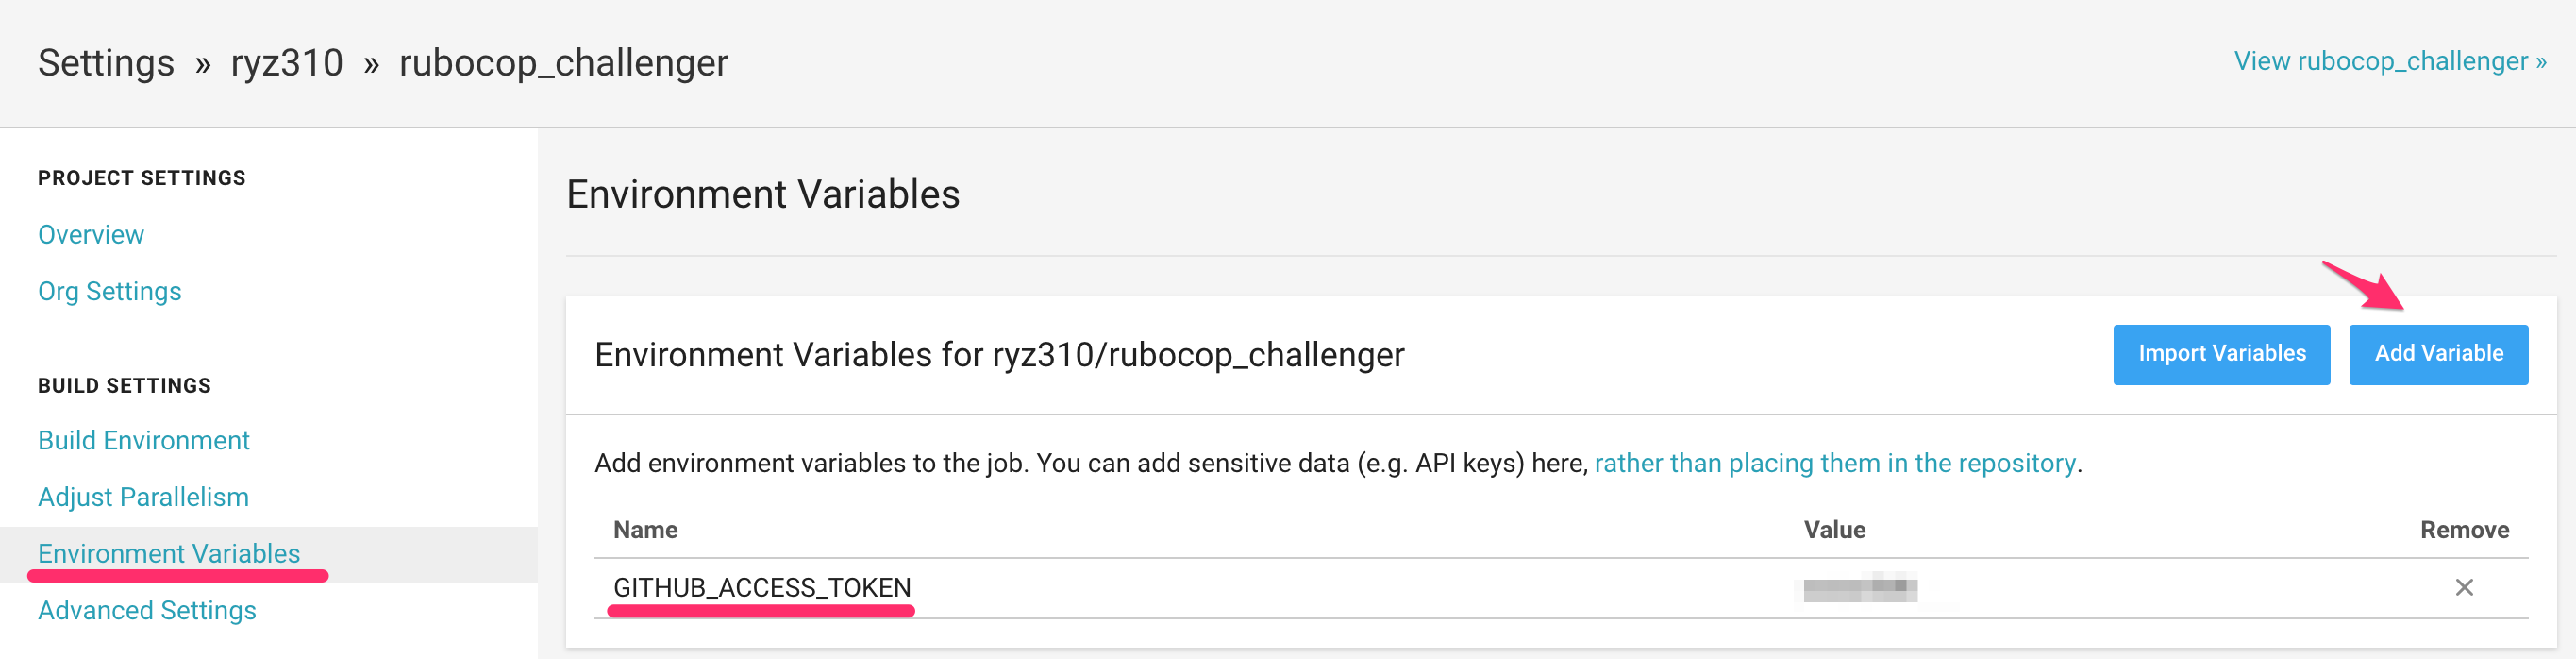 Settings » ryz310 » rubocop_challenger
View rubocop_challenger »
PROJECT SETTINGS
Overview
Org Settings
BUILD SETTINGS
Build Environment
Adjust Parallelism
Environment Variables
Advanced Settings
Environment Variables
Environment Variables for ryz310/rubocop_challenger
Import Variables
Add Variable
Add environment variables to the job. You can add sensitive data (e.g. API keys) here, rather than placing them in the repository.
Name Value Remove
GITHUB_ACCESS_TOKEN